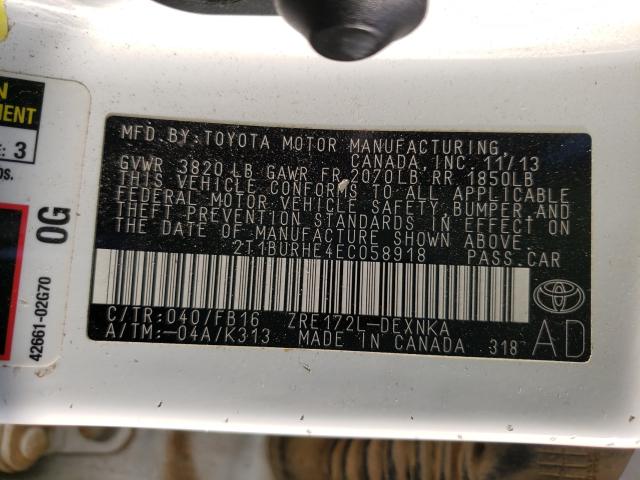 MFD. BY: TOYOTA MOTOR MANUFACTURING
CANADA, INC. 11/13
GVWR 3820 LB GAWR FR 2070LB RR 1850LB
THIS VEHICLE CONFORMS TO ALL APPLICABLE
FEDERAL MOTOR VEHICLE SAFETY, BUMPER, AND
THEFT PREVENTION STANDARDS IN EFFECT ON
THE DATE OF MANUFACTURE SHOWN ABOVE.
2T1BURHE4EC058918 PASS.CAR
C/TR: 040/FB16 ZRE172L-DEXNKA
A/TM:-04A/K313 MADE IN CANADA 318
AD
: 3
0G
42661-02G70